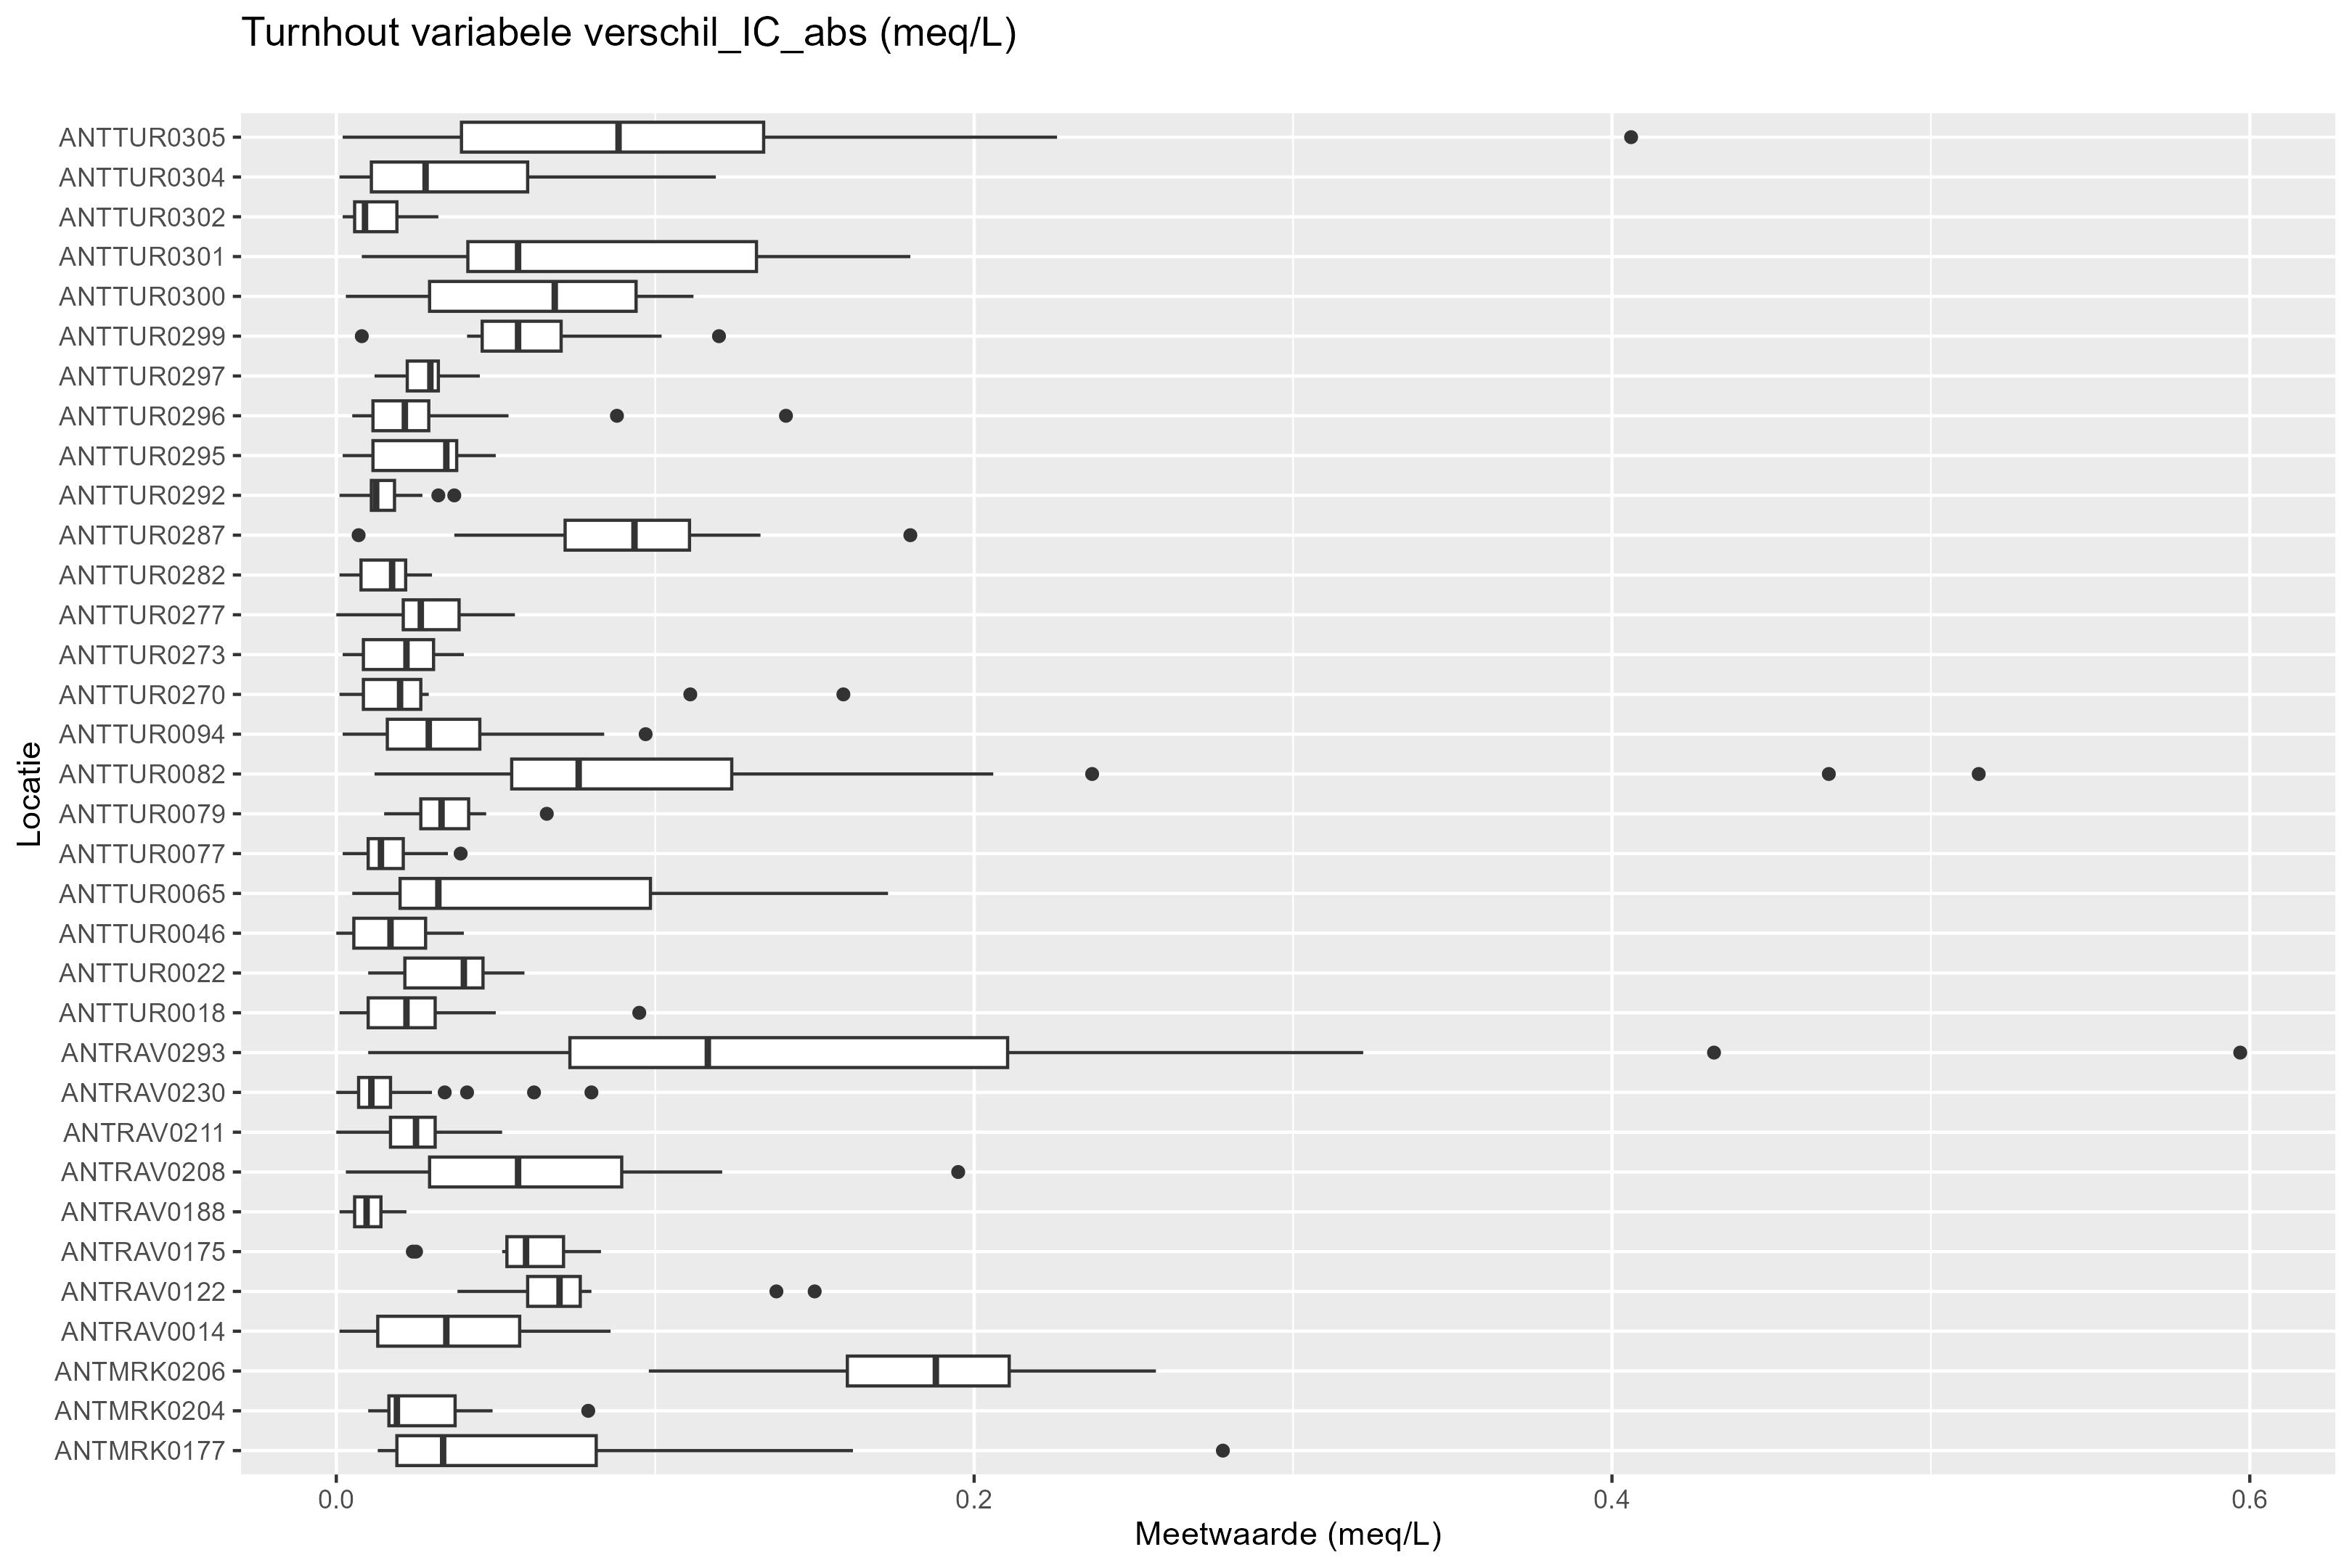 Turnhout variabele verschil_IC_abs (meq/L)
ANTTUR0305
ANTTUR0304
ANTTUR0302
ANTTUR0301
ANTTUR0300
ANTTUR0299
ANTTUR0297
ANTTUR0296
ANTTUR0295
ANTTUR0292
ANTTUR0287
ANTTUR0282
ANTTUR0277
ANTTUR0273
ANTTUR0270
ANTTUR0094
ANTTUR0082
ANTTUR0079
ANTTUR0077
ANTTUR0065
ANTTUR0046
ANTTUR0022
ANTTUR0018
ANTRAV0293
ANTRAV0230
ANTRAV0211
ANTRAV0208
ANTRAV0188
ANTRAV0175
ANTRAV0122
ANTRAV0014
ANTMRK0206
ANTMRK0204
ANTMRK0177
Locatie
0.0 0.2 0.4 0.6
Meetwaarde (meq/L)